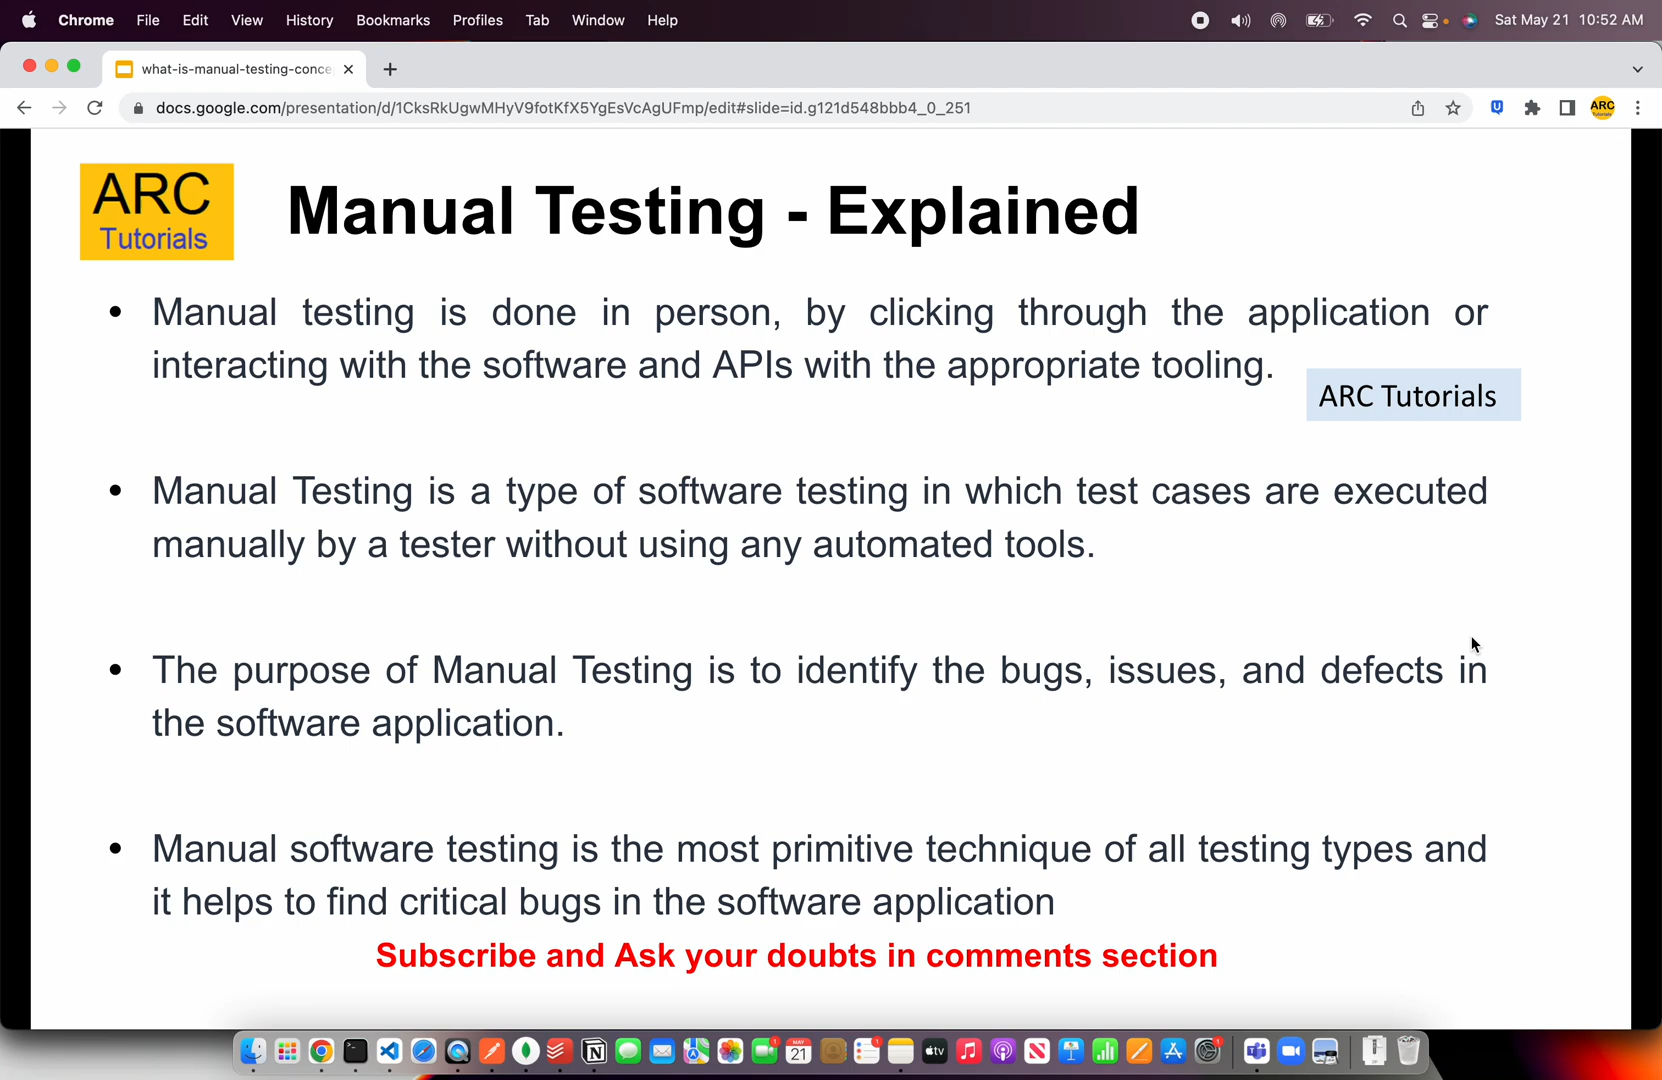 Chrome File Edit View History Bookmarks Profiles Tab Window Help Sat May 21 10:52 AM
what-is-manual-testing-conce
docs.google.com/presentation/d/1CksRkUgwMHyV9fotKfX5YgEsVcAgUFmp/edit#slide=id.g121d548bbb4_0_251
ARC
Tutorials
Manual Testing - Explained
• Manual testing is done in person, by clicking through the application or
interacting with the software and APIs with the appropriate tooling.
ARC Tutorials
• Manual Testing is a type of software testing in which test cases are executed
manually by a tester without using any automated tools.
• The purpose of Manual Testing is to identify the bugs, issues, and defects in
the software application.
• Manual software testing is the most primitive technique of all testing types and
it helps to find critical bugs in the software application
Subscribe and Ask your doubts in comments section